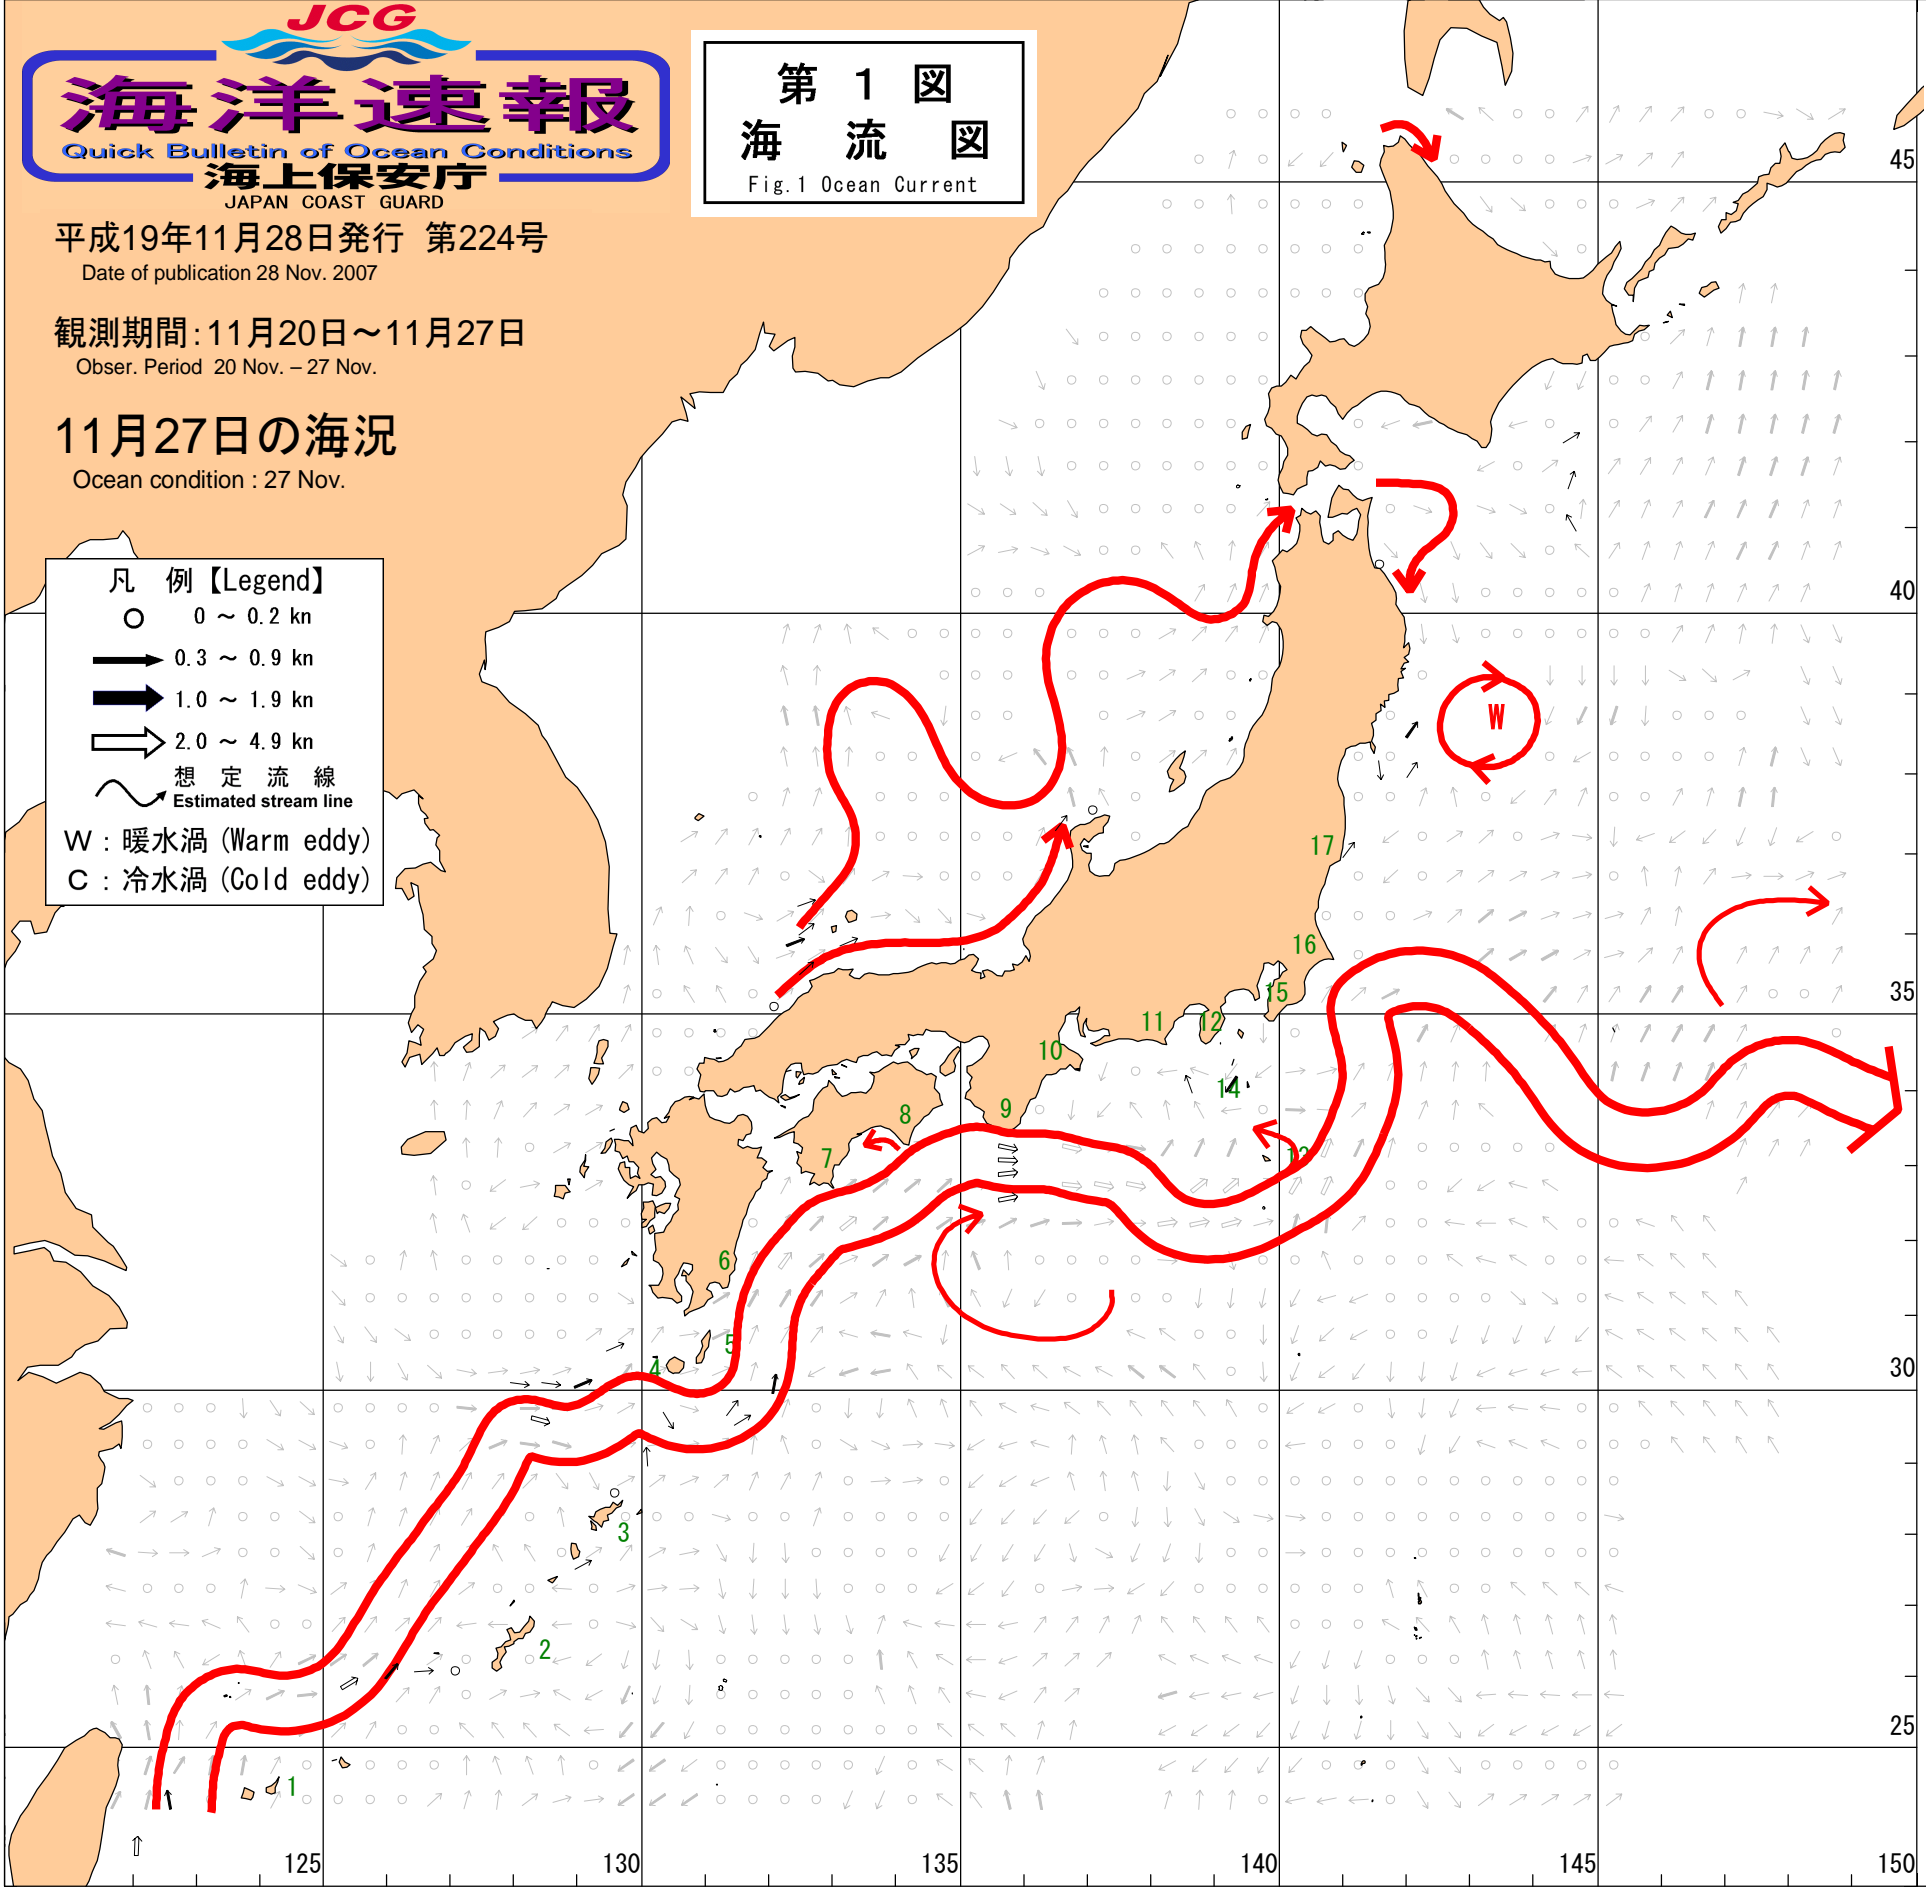 JCG
海洋速報
Quick Bulletin of Ocean Conditions
海上保安庁
JAPAN COAST GUARD
平成19年11月28日発行 第224号
Date of publication 28 Nov. 2007
観測期間:11月20日～11月27日
Obser. Period 20 Nov. – 27 Nov.
11月27日の海況
Ocean condition : 27 Nov.
第 1 図
海 流 図
Fig.1 Ocean Current
凡 例【Legend】
0 ～ 0.2 kn
0.3 ～ 0.9 kn
1.0 ～ 1.9 kn
2.0 ～ 4.9 kn
想 定 流 線
Estimated stream line
W : 暖水渦 (Warm eddy)
C : 冷水渦 (Cold eddy)
45
40
W
17
16
35
15
12
11
10
14
9
8
7
13
6
5
4
30
3
2
25
1
125
130
135
140
145
150